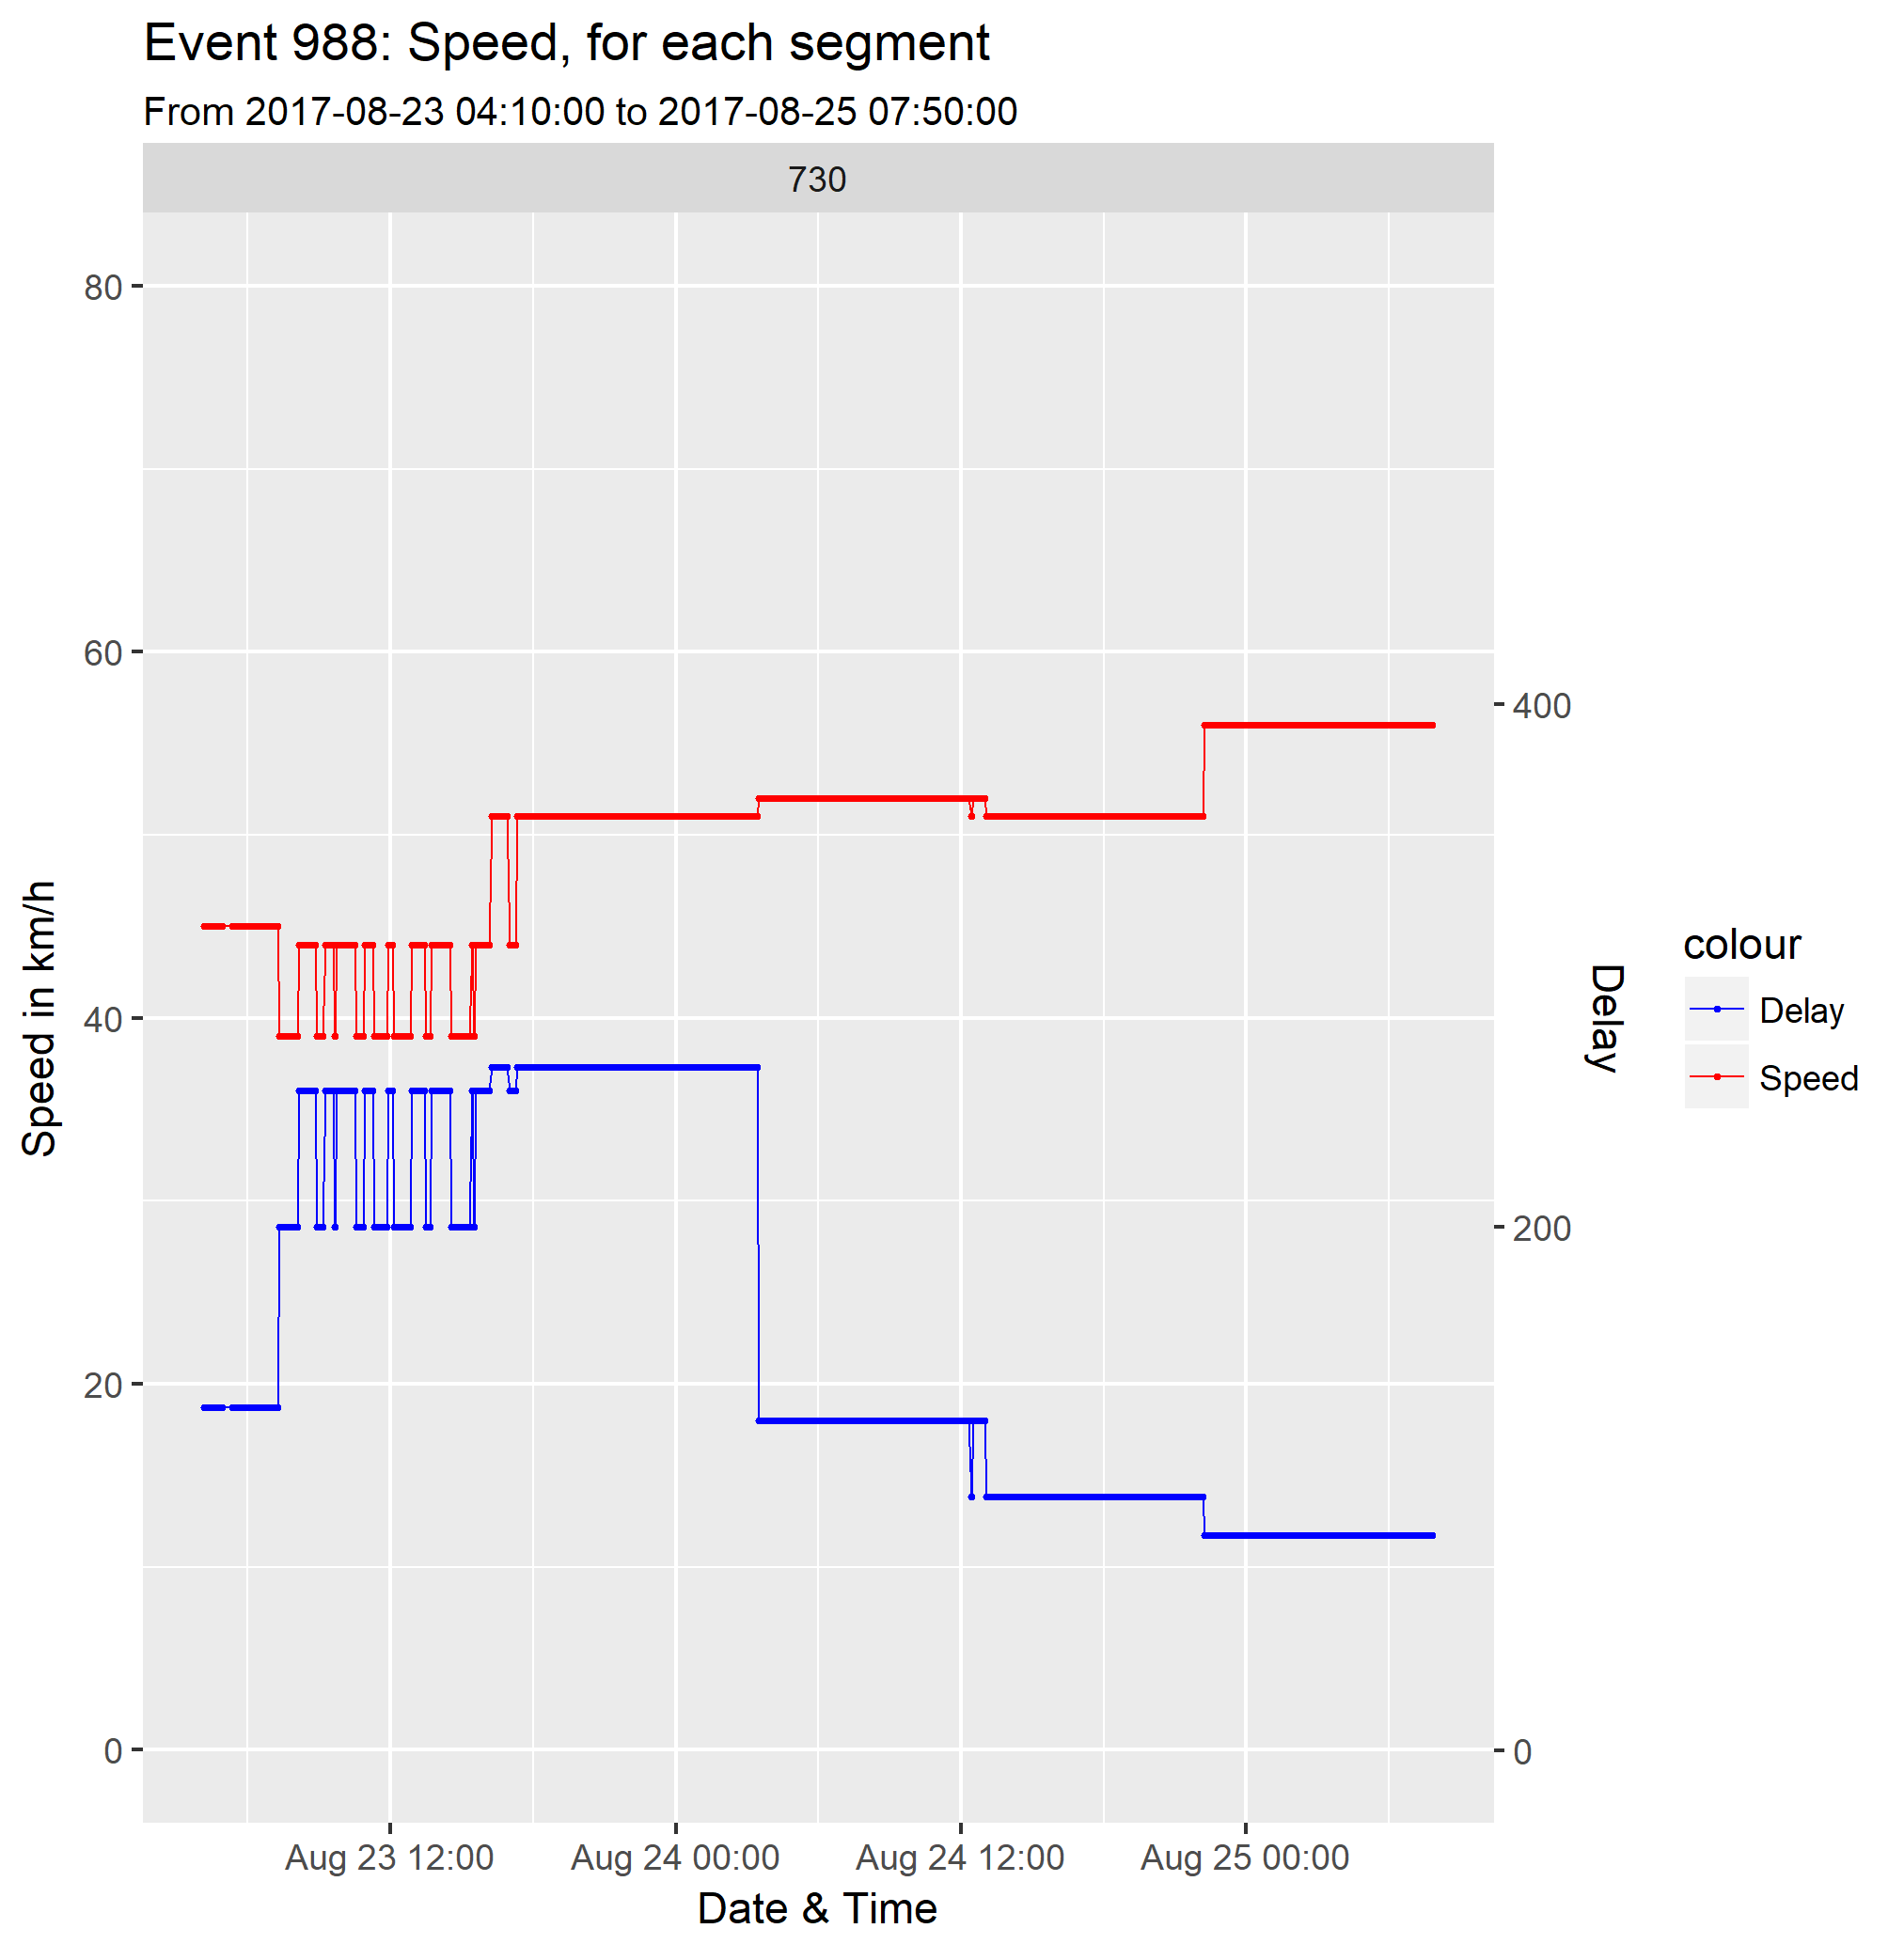 Event 988: Speed, for each segment
From 2017-08-23 04:10:00 to 2017-08-25 07:50:00
730
80
60
40
20
0
Speed in km/h
400
200
0
Delay
colour
Delay
Speed
Aug 23 12:00
Aug 24 00:00
Aug 24 12:00
Aug 25 00:00
Date & Time